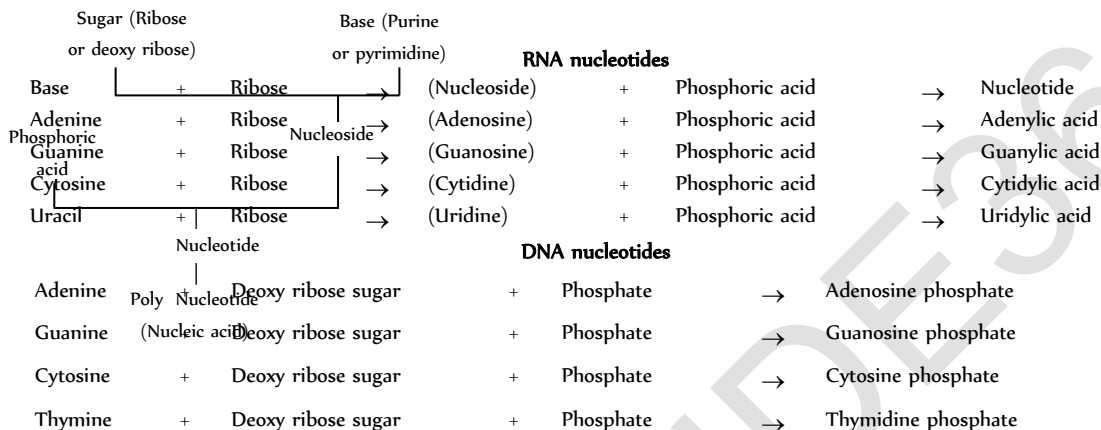 Sugar (Ribose
or deoxy ribose)
Base (Purine
or pyrimidine)
RNA nucleotides
Base + Ribose → (Nucleoside) + Phosphoric acid → Nucleotide
Adenine + Ribose → (Adenosine) + Phosphoric acid → Adenylic acid
Phosphoric
acid
Nucleoside
Guanine + Ribose → (Guanosine) + Phosphoric acid → Guanylic acid
Cytosine + Ribose → (Cytidine) + Phosphoric acid → Cytidylic acid
Uracil + Ribose → (Uridine) + Phosphoric acid → Uridylic acid
Nucleotide
DNA nucleotides
Poly Nucleotide
(Nucleic acid)
Adenine + Deoxy ribose sugar + Phosphate → Adenosine phosphate
Guanine + Deoxy ribose sugar + Phosphate → Guanosine phosphate
Cytosine + Deoxy ribose sugar + Phosphate → Cytosine phosphate
Thymine + Deoxy ribose sugar + Phosphate → Thymidine phosphate